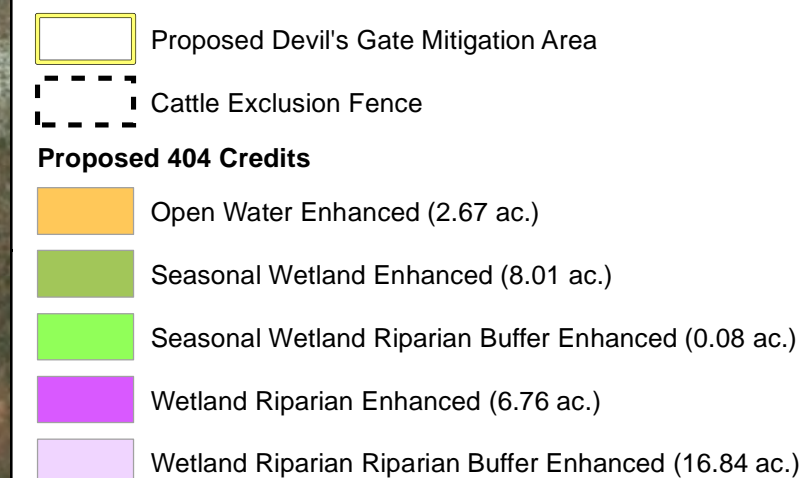 Proposed Devil's Gate Mitigation Area
Cattle Exclusion Fence
Proposed 404 Credits
Open Water Enhanced (2.67 ac.)
Seasonal Wetland Enhanced (8.01 ac.)
Seasonal Wetland Riparian Buffer Enhanced (0.08 ac.)
Wetland Riparian Enhanced (6.76 ac.)
Wetland Riparian Riparian Buffer Enhanced (16.84 ac.)